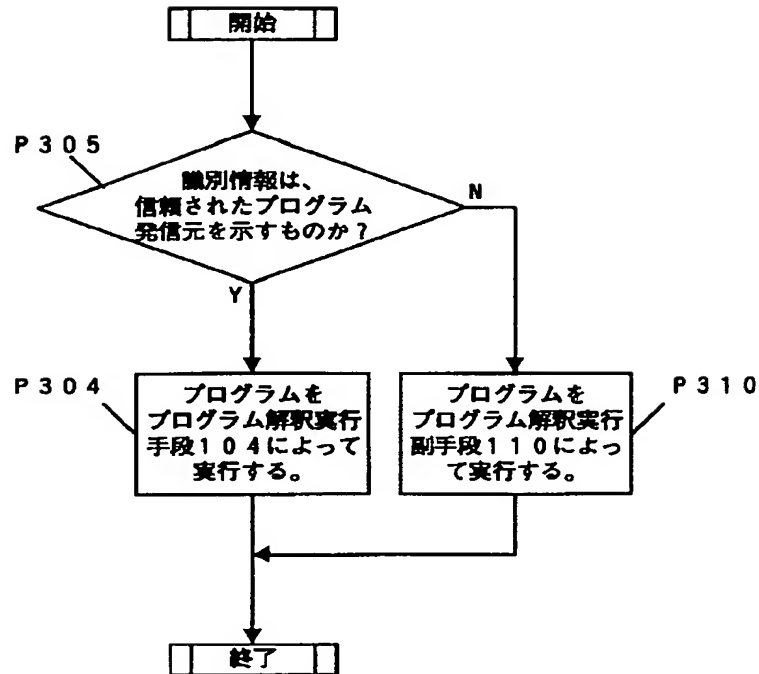 開始
P305
識別情報は、
信頼されたプログラム
発信元を示すものか?
N
Y
P304
プログラムを
プログラム解釈実行
手段104によって
実行する。
プログラムを
プログラム解釈実行
副手段110によっ
て実行する。
P310
終了